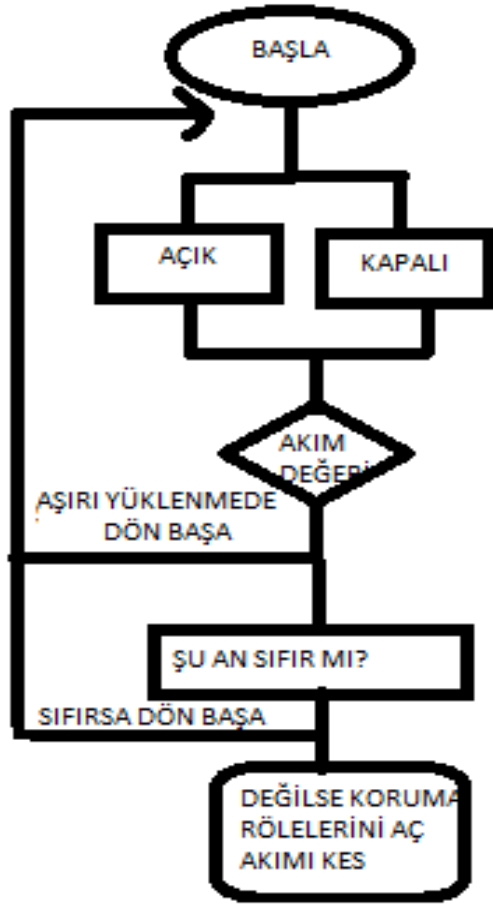 BAŞLA
AÇIK
KAPALI
AKIM
DEĞERİ
AŞIRI YÜKLENMEDE
DÖN BAŞA
ŞU AN SIFIR MI?
SIFIRSA DÖN BAŞA
DEĞİLSE KORUMA
RÖLELERİNİ AÇ
AKIMI KES